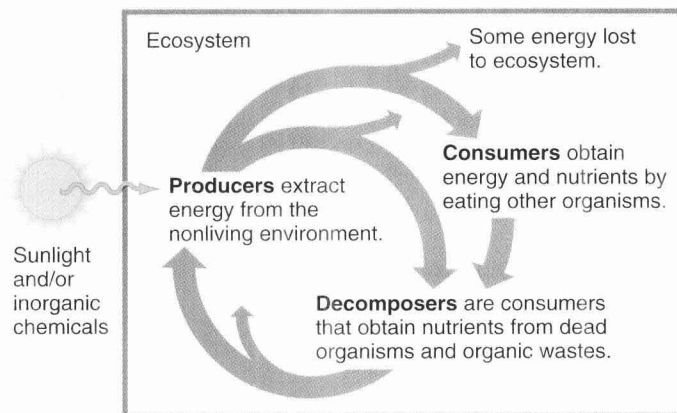 Ecosystem
Some energy lost
to ecosystem.
Consumers obtain
energy and nutrients by
eating other organisms.
Producers extract
energy from the
nonliving environment.
Sunlight
and/or
inorganic
chemicals
Decomposers are consumers
that obtain nutrients from dead
organisms and organic wastes.